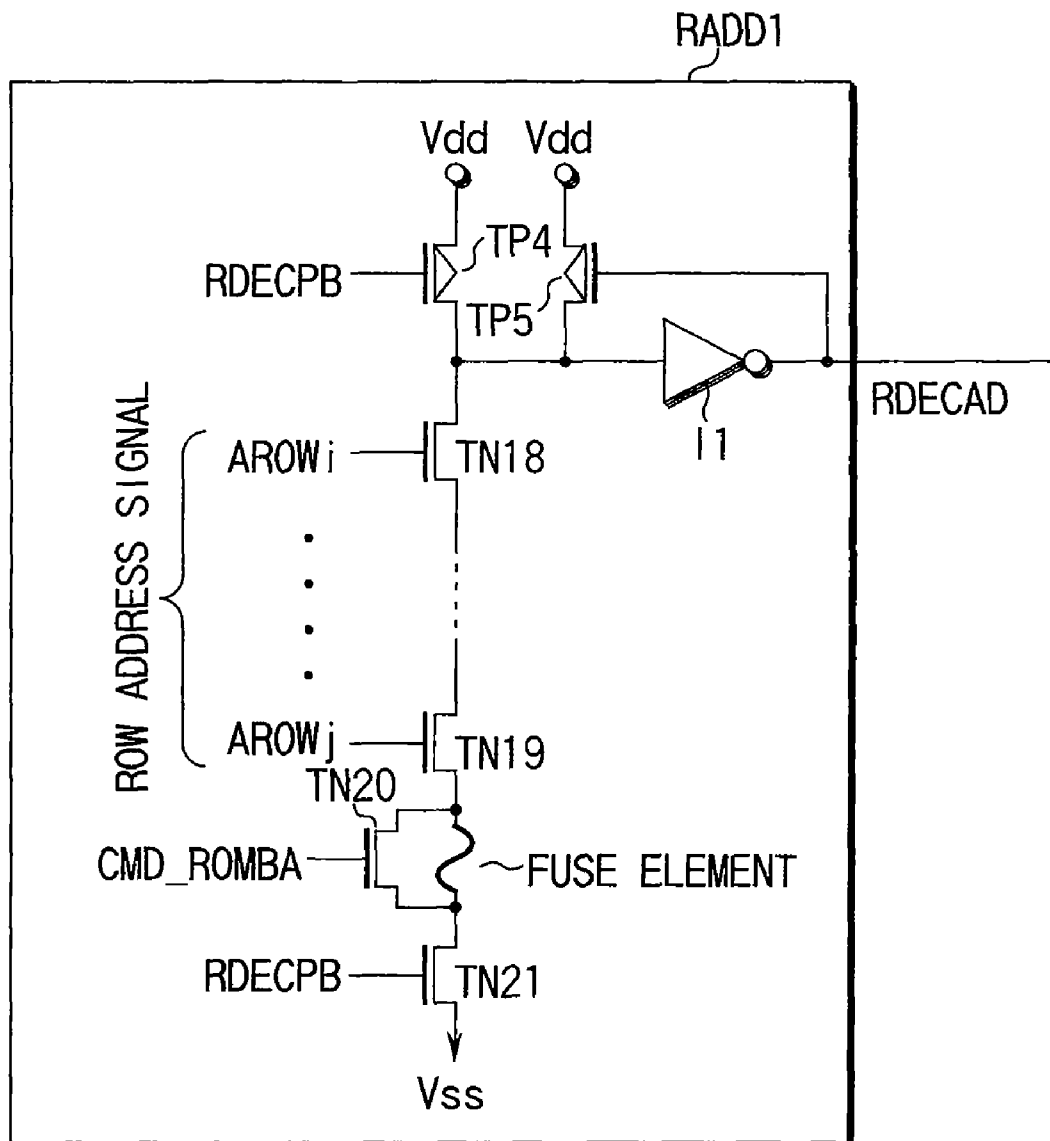 RADD1
Vdd
Vdd
TP4
RDECPB
TP5
RDECAD
I1
ROW ADDRESS SIGNAL
AROWi
TN18
AROWj
TN19
TN20
CMD_ROMBA
FUSE ELEMENT
RDECPB
TN21
Vss